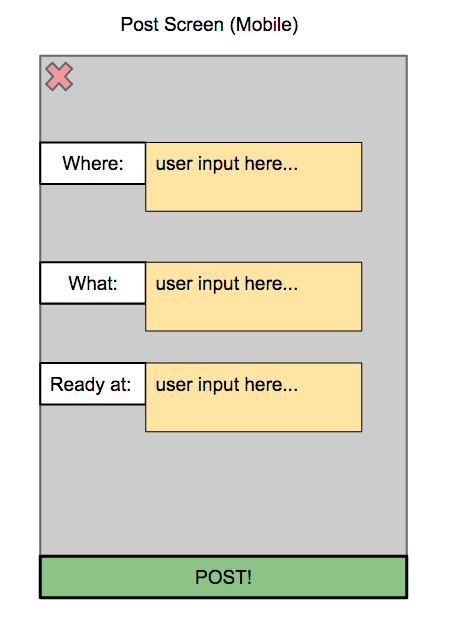 Post Screen (Mobile)
Where:
user input here...
What:
user input here...
Ready at:
user input here...
POST!